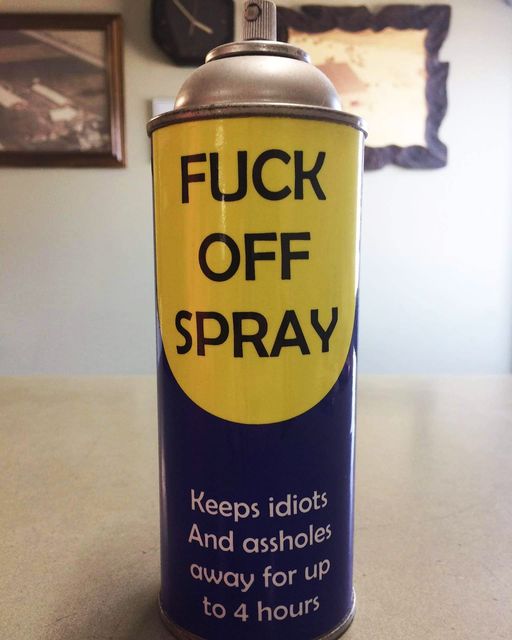 FUCK
OFF
SPRAY
Keeps idiots
And assholes
away for up
to 4 hours